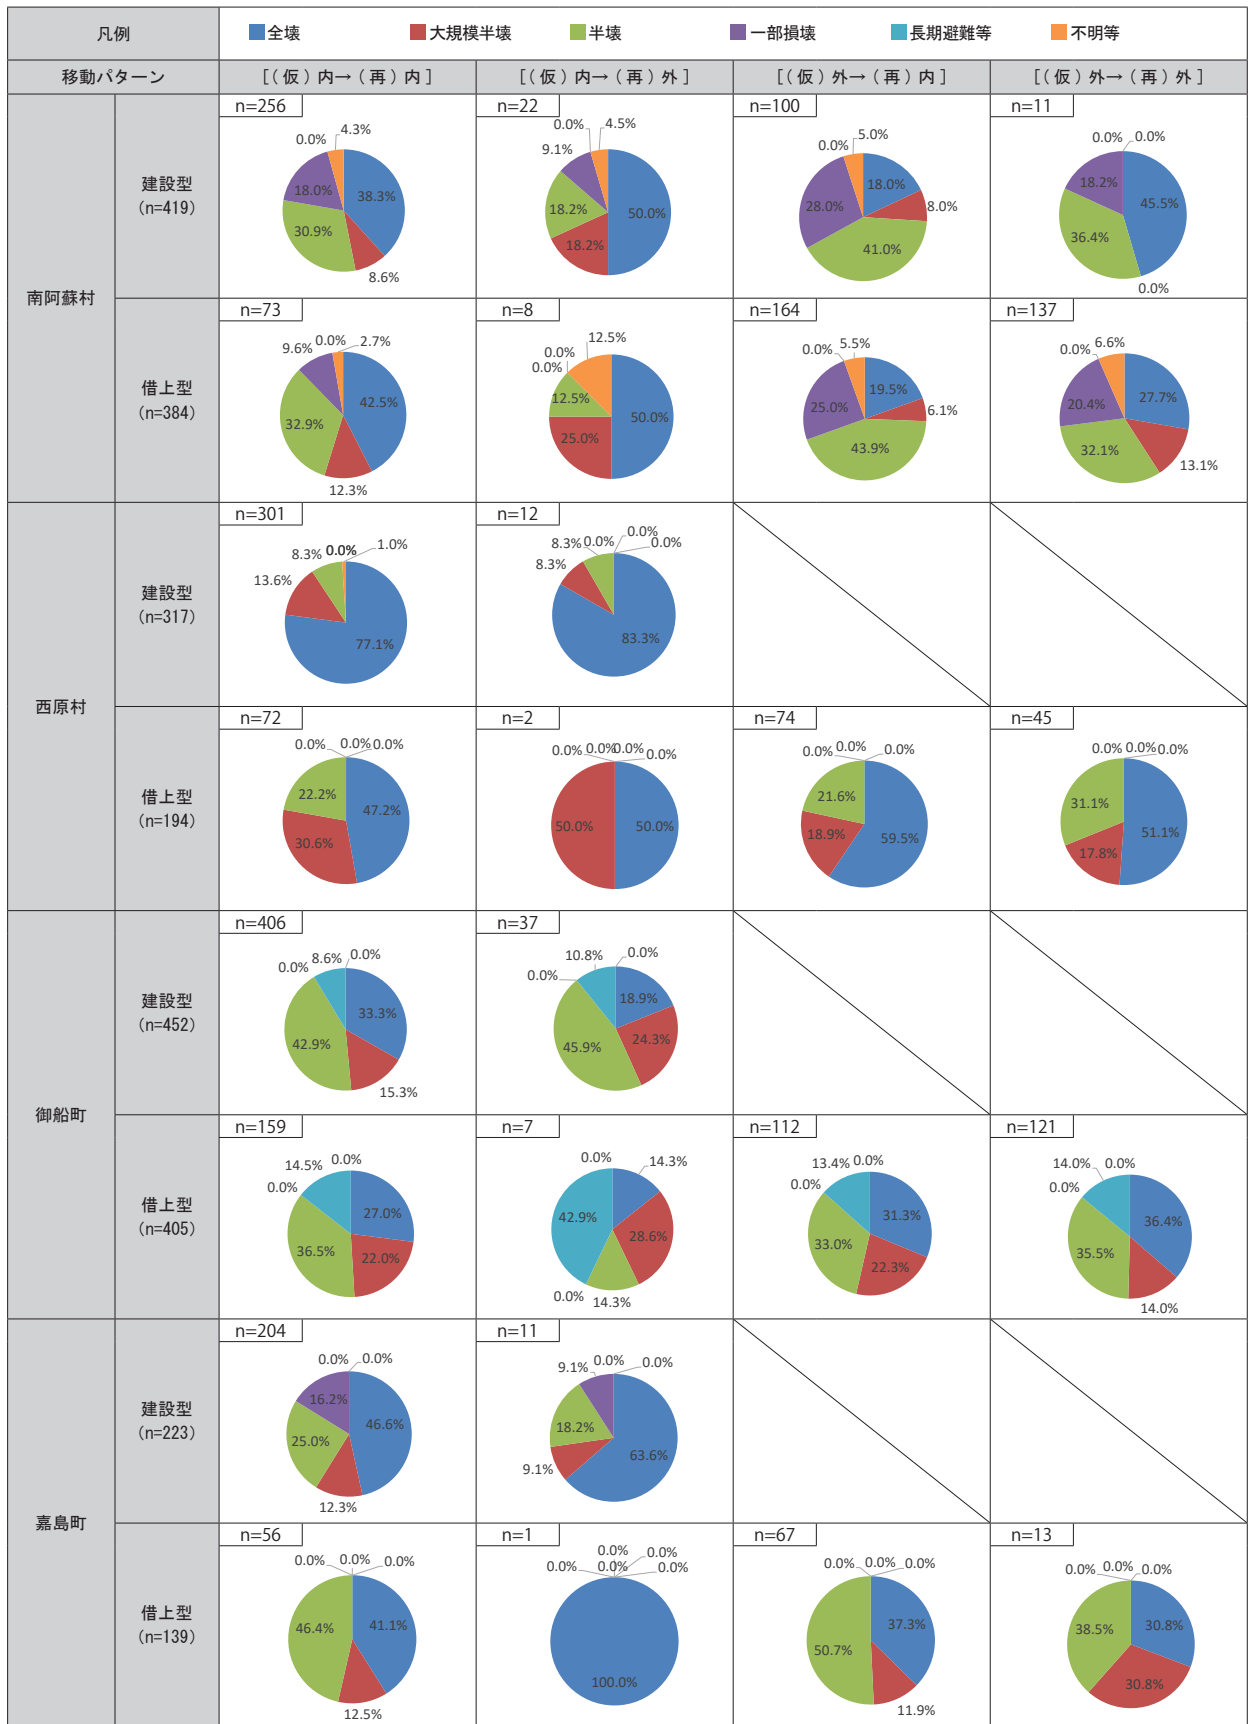 凡例 全壊 大規模半壊 半壊 一部損壊 長期避難等 不明等
移動パターン [(仮)内→(再)内] [(仮)内→(再)外] [(仮)外→(再)内] [(仮)外→(再)外]
南阿蘇村
建設型
(n=419)
n=256
0.0% 4.3%
18.0% 38.3%
30.9%
8.6%
n=22
0.0% 4.5%
9.1%
18.2% 50.0%
18.2%
n=100
0.0% 5.0%
18.0%
28.0% 8.0%
41.0%
n=11
0.0% 0.0%
18.2% 45.5%
36.4%
0.0%
借上型
(n=384)
n=73
9.6% 0.0% 2.7%
42.5%
32.9%
12.3%
n=8
12.5%
0.0%
0.0%
12.5% 50.0%
25.0%
n=164
0.0% 5.5%
19.5%
25.0% 6.1%
43.9%
n=137
0.0% 6.6%
27.7%
20.4%
32.1%
13.1%
西原村
建設型
(n=317)
n=301
8.3% 0.0% 0.0% 1.0%
13.6%
77.1%
n=12
0.0%
8.3% 0.0% 0.0%
8.3%
83.3%
借上型
(n=194)
n=72
0.0% 0.0% 0.0%
22.2% 47.2%
30.6%
n=2
0.0% 0.0% 0.0% 0.0%
50.0% 50.0%
n=74
0.0% 0.0% 0.0%
21.6%
18.9% 59.5%
n=45
0.0% 0.0% 0.0%
31.1%
51.1%
17.8%
御船町
建設型
(n=452)
n=406
0.0% 8.6% 0.0%
33.3%
42.9%
15.3%
n=37
10.8% 0.0%
0.0%
18.9%
24.3%
45.9%
借上型
(n=405)
n=159
14.5% 0.0%
0.0%
27.0%
36.5% 22.0%
n=7
0.0% 14.3%
42.9%
28.6%
0.0% 14.3%
n=112
13.4% 0.0%
0.0%
31.3%
33.0%
22.3%
n=121
14.0% 0.0%
0.0%
36.4%
35.5%
14.0%
嘉島町
建設型
(n=223)
n=204
0.0% 0.0%
16.2%
46.6%
25.0%
12.3%
n=11
9.1% 0.0% 0.0%
18.2%
63.6%
9.1%
借上型
(n=139)
n=56
0.0% 0.0% 0.0%
46.4% 41.1%
12.5%
n=1
0.0% 0.0%
0.0% 0.0% 0.0%
100.0%
n=67
0.0% 0.0% 0.0%
37.3%
50.7%
11.9%
n=13
0.0% 0.0% 0.0%
38.5% 30.8%
30.8%